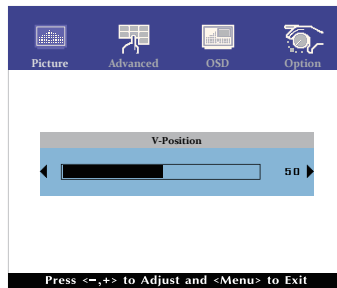 Picture Advanced OSD Option
V-Position
50
Press <-,+> to Adjust and <Menu> to Exit